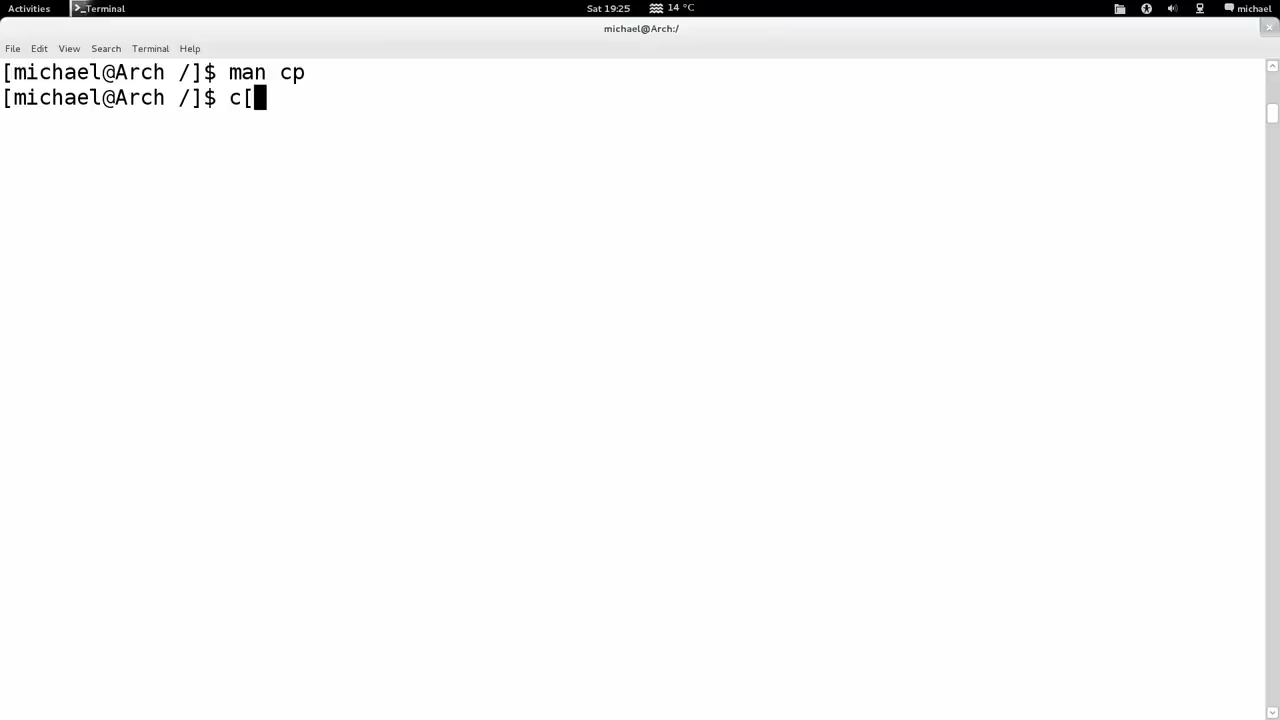 Activities Terminal Sat 19:25 14 °C michael
michael@Arch:/
File Edit View Search Terminal Help
[michael@Arch /]$ man cp
[michael@Arch /]$ c[